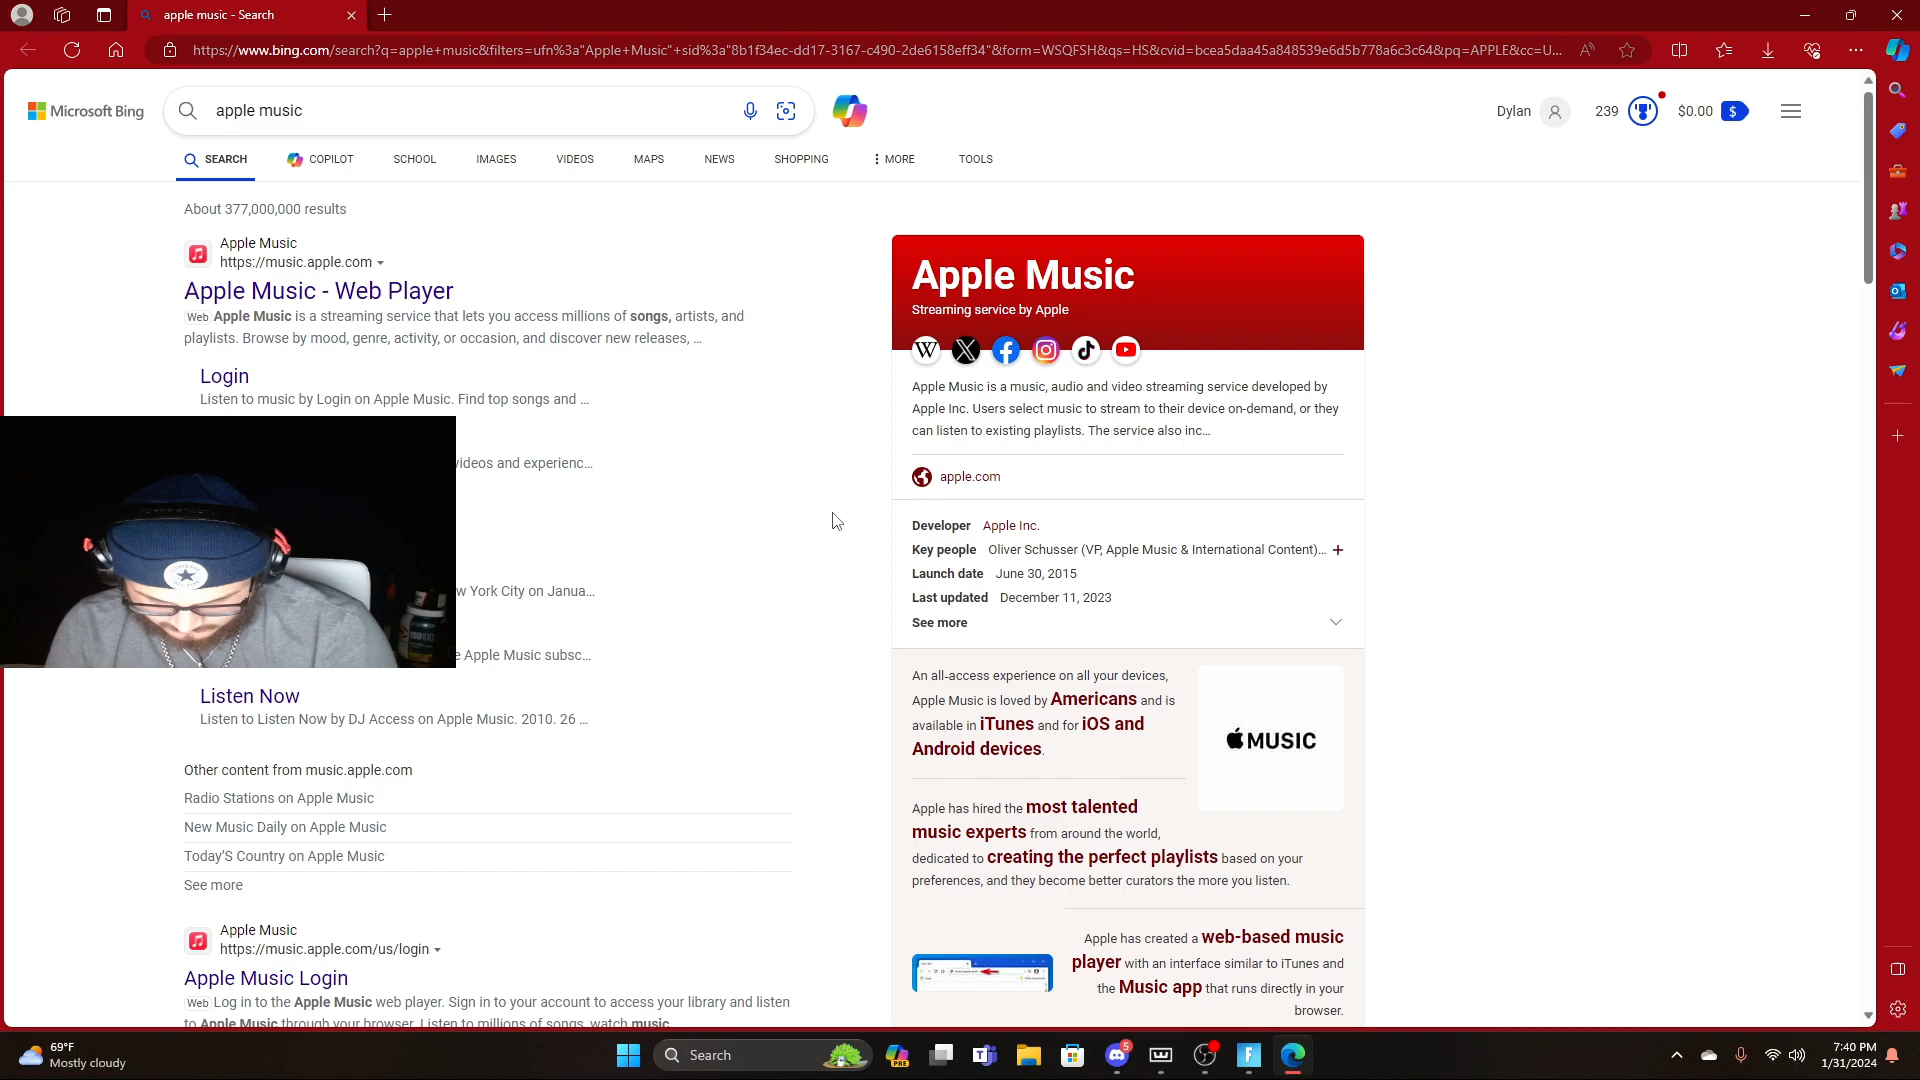 apple music - Search
https://www.bing.com/search?q=apple+music&filters=ufn%3a"Apple+Music"+sid%3a"8b1f34ec-dd17-3167-c490-2de6158eff34"&form=WSQFSH&qs=HS&cvid=bcea5daa45a848539e6d5b778a6c3c64&pq=APPLE&cc=U...
Microsoft Bing
apple music
Dylan
239
$0.00
SEARCH
COPILOT
SCHOOL
IMAGES
VIDEOS
MAPS
NEWS
SHOPPING
MORE
TOOLS
About 377,000,000 results
Apple Music
https://music.apple.com
Apple Music - Web Player
Web Apple Music is a streaming service that lets you access millions of songs, artists, and
playlists. Browse by mood, genre, activity, or occasion, and discover new releases, ...
Login
Listen to music by Login on Apple Music. Find top songs and ...
videos and experienc...
w York City on Janua...
e Apple Music subsc...
Listen Now
Listen to Listen Now by DJ Access on Apple Music. 2010. 26 ...
Other content from music.apple.com
Radio Stations on Apple Music
New Music Daily on Apple Music
Today'S Country on Apple Music
See more
Apple Music
https://music.apple.com/us/login
Apple Music Login
Web Log in to the Apple Music web player. Sign in to your account to access your library and listen
to Apple Music through your browser. Listen to millions of songs, watch music
Apple Music
Streaming service by Apple
Apple Music is a music, audio and video streaming service developed by
Apple Inc. Users select music to stream to their device on-demand, or they
can listen to existing playlists. The service also inc...
apple.com
Developer Apple Inc.
Key people Oliver Schusser (VP, Apple Music & International Content)...
Launch date June 30, 2015
Last updated December 11, 2023
See more
An all-access experience on all your devices,
Apple Music is loved by Americans and is
available in iTunes and for iOS and
Android devices.
MUSIC
Apple has hired the most talented
music experts from around the world,
dedicated to creating the perfect playlists based on your
preferences, and they become better curators the more you listen.
Apple has created a web-based music
player with an interface similar to iTunes and
the Music app that runs directly in your
browser.
69°F
Mostly cloudy
Search
PRE
5
7:40 PM
1/31/2024